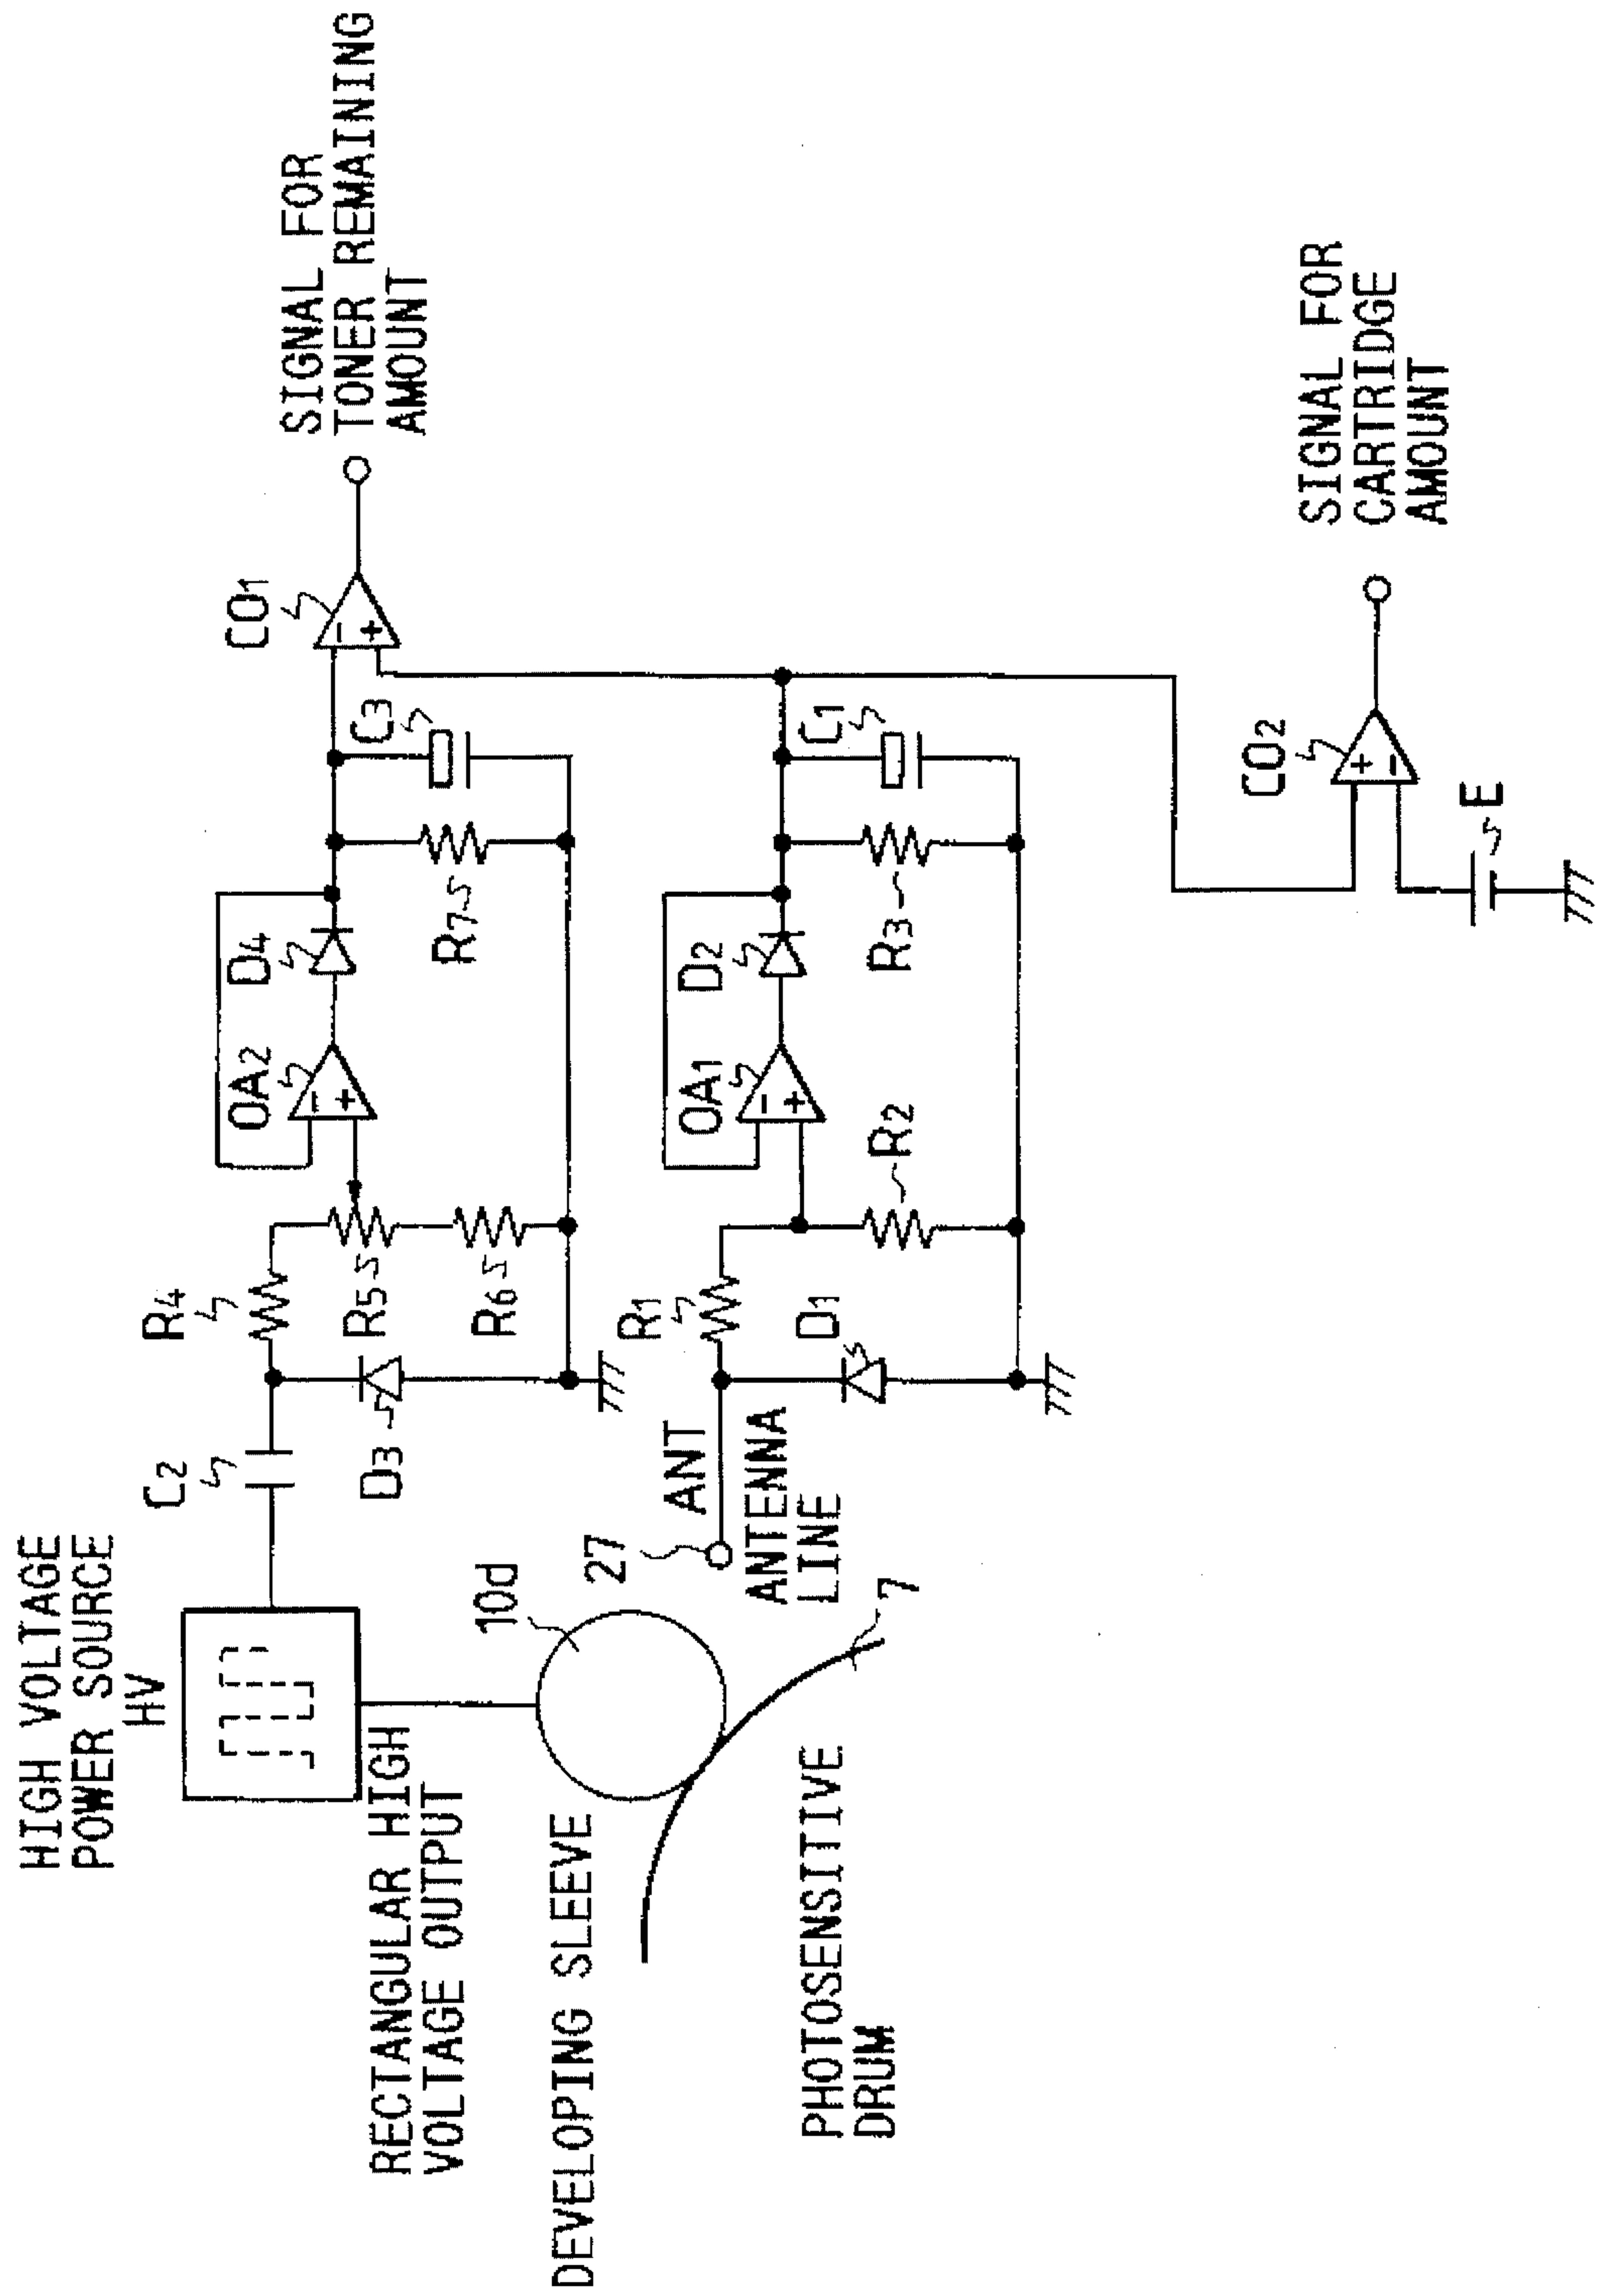 HIGH VOLTAGE
POWER SOURCE
HV
RECTANGULAR HIGH
VOLTAGE OUTPUT
DEVELOPING SLEEVE
10d
PHOTOSENSITIVE
DRUM
7
27
ANT
ANTENNA
LINE
C2
R4
D3
R5
R6
OA2
-
+
D4
R7
C3
CO1
-
+
SIGNAL FOR
TONER REMAINING
AMOUNT
R1
D1
R2
OA1
-
+
D2
R3
C1
CO2
+
-
E
SIGNAL FOR
CARTRIDGE
AMOUNT